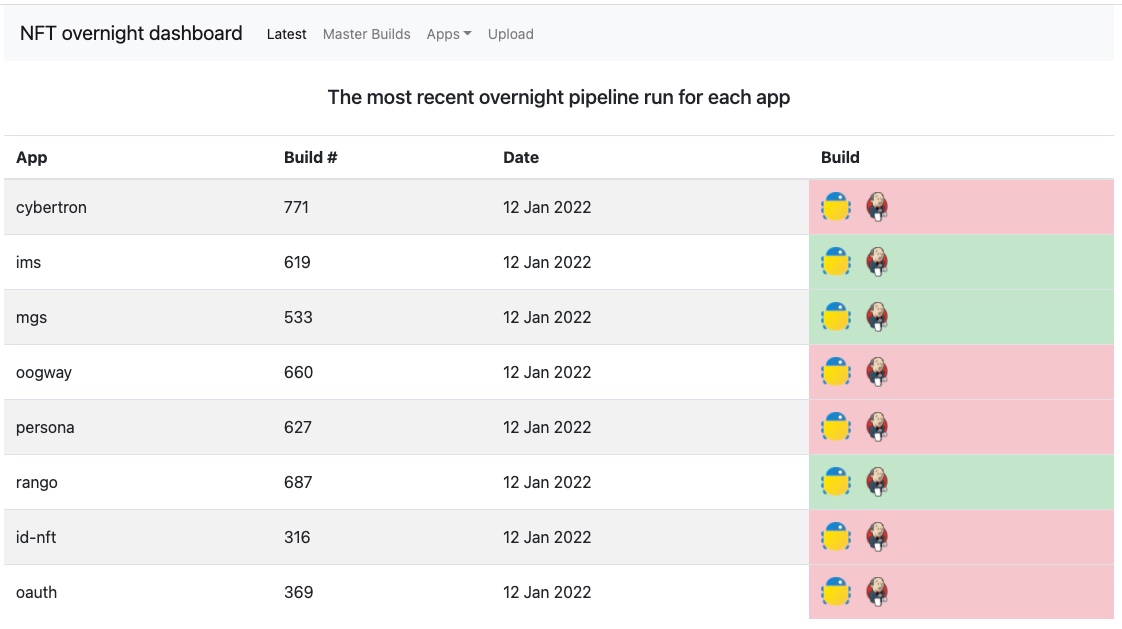 NFT overnight dashboard Latest Master Builds Apps Upload
The most recent overnight pipeline run for each app
App Build # Date Build
cybertron 771 12 Jan 2022
ims 619 12 Jan 2022
mgs 533 12 Jan 2022
oogway 660 12 Jan 2022
persona 627 12 Jan 2022
rango 687 12 Jan 2022
id-nft 316 12 Jan 2022
oauth 369 12 Jan 2022